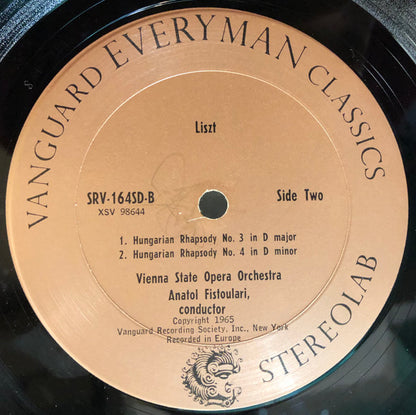 VANGUARD EVERYMAN CLASSICS
Liszt
SRV-164SD-B Side Two
XSV 98644
1. Hungarian Rhapsody No. 3 in D major
2. Hungarian Rhapsody No. 4 in D minor
Vienna State Opera Orchestra
Anatol Fistoulari,
conductor
Copyright 1965
Vanguard Recording Society, Inc., New York
Recorded in Europe
STEREOLAB